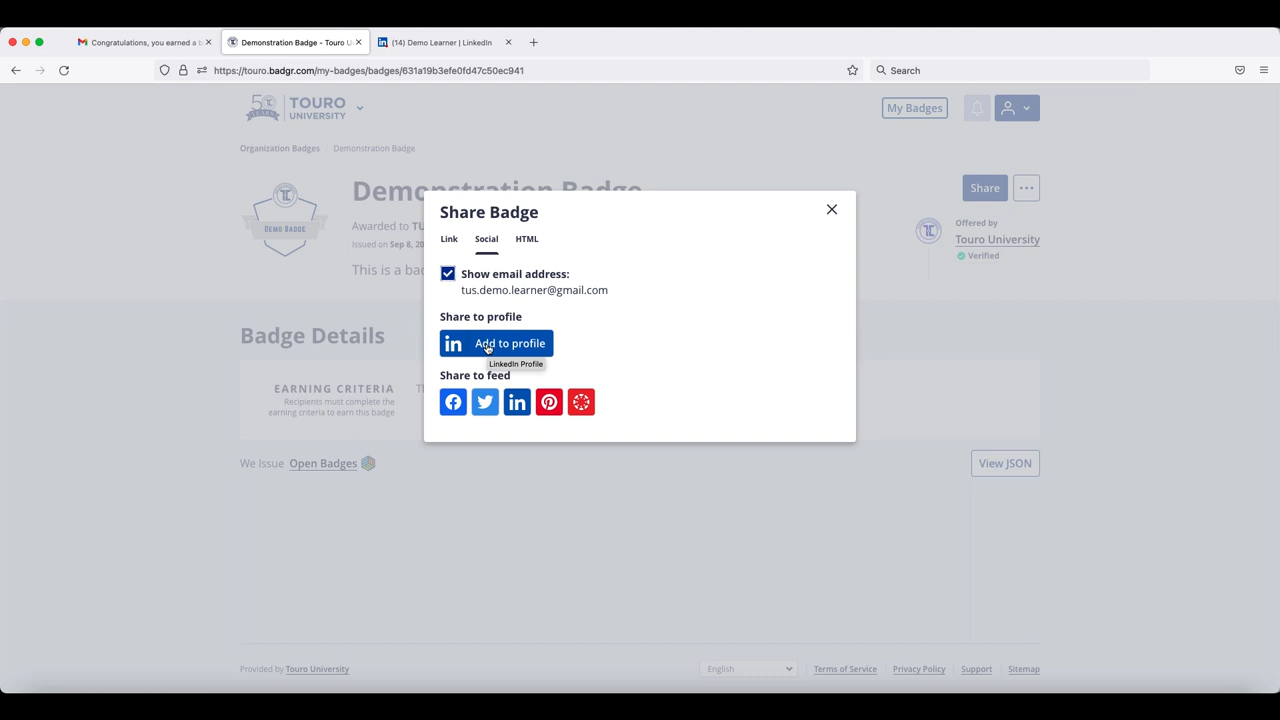 Congratulations, you earned a b
Demonstration Badge - Touro U
(14) Demo Learner | LinkedIn
https://touro.badgr.com/my-badges/badges/631a19b3efe0fd47c50ec941
Search
50
YEARS
TOURO
UNIVERSITY
My Badges
Organization Badges / Demonstration Badge
Demonstration Badge
Share
DEMO BADGE
Awarded to TU
Issued on Sep 8, 20
This is a bad
Offered by
Touro University
Verified
Share Badge
Link Social HTML
Show email address:
tus.demo.learner@gmail.com
Share to profile
in Add to profile
LinkedIn Profile
Share to feed
Badge Details
EARNING CRITERIA
Recipients must complete the
earning criteria to earn this badge
We Issue Open Badges
View JSON
Provided by Touro University
English
Terms of Service
Privacy Policy
Support
Sitemap